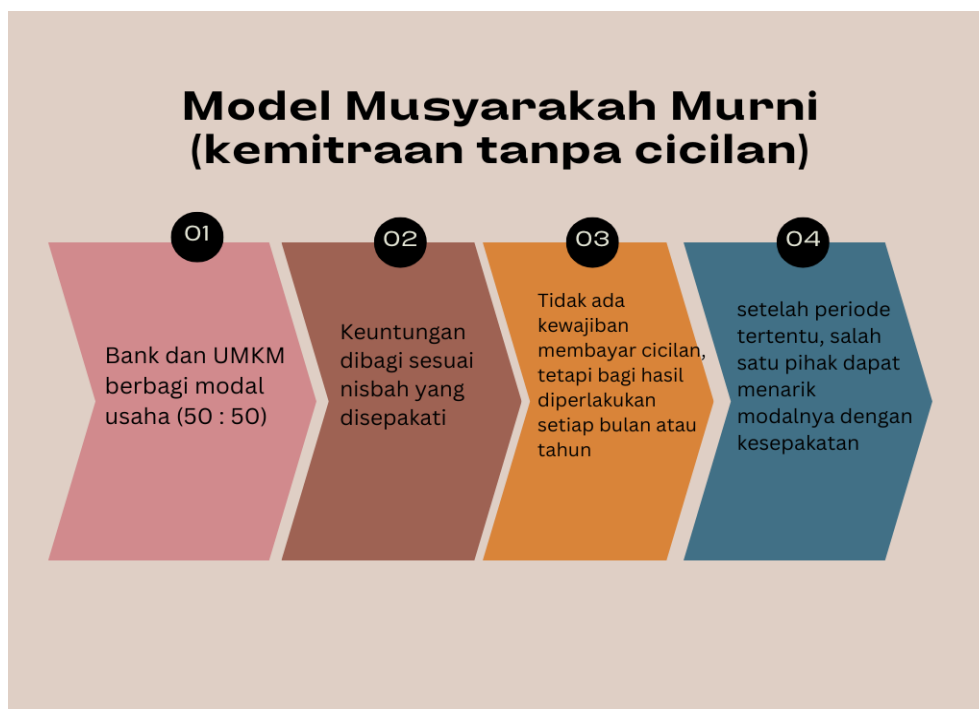 Model Musyarakah Murni
(kemitraan tanpa cicilan)
01
Bank dan UMKM
berbagi modal
usaha (50 : 50)
02
Keuntungan
dibagi sesuai
nisbah yang
disepakati
03
Tidak ada
kewajiban
membayar cicilan,
tetapi bagi hasil
diperlakukan
setiap bulan atau
tahun
04
setelah periode
tertentu, salah
satu pihak dapat
menarik
modalnya dengan
kesepakatan